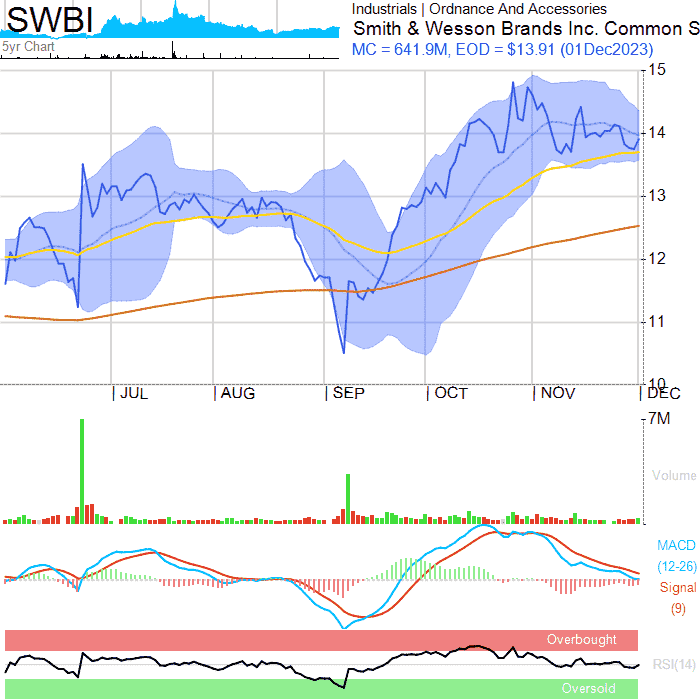 SWBI
5yr Chart
Industrials | Ordnance And Accessories
Smith & Wesson Brands Inc. Common S
MC = 641.9M, EOD = $13.91 (01Dec2023)
15
14
13
12
11
10
JUL
AUG
SEP
OCT
NOV
DEC
7M
Volume
MACD
(12-26)
Signal
(9)
Overbought
RSI(14)
Oversold